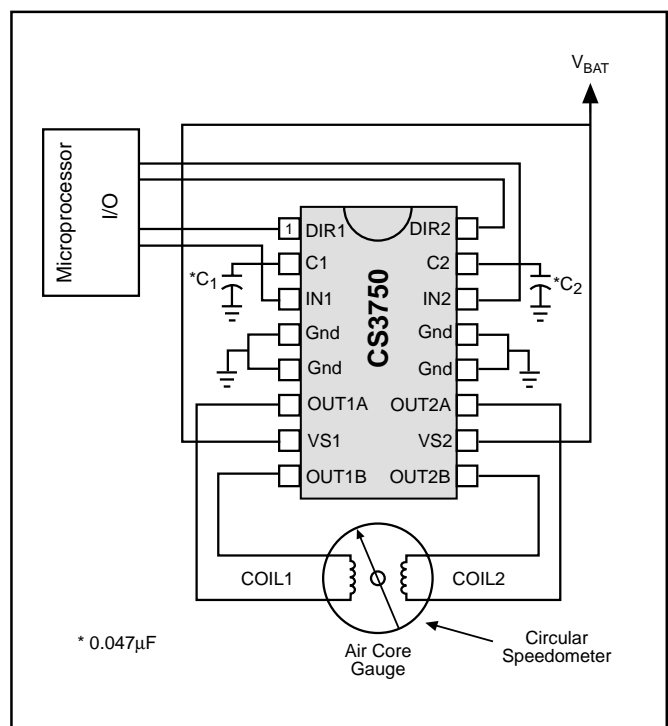 V_BAT
Microprocessor
I/O
1
DIR1
DIR2
*C₁
C1
C2
*C₂
IN1
IN2
CS3750
Gnd
Gnd
Gnd
Gnd
OUT1A
OUT2A
VS1
VS2
OUT1B
OUT2B
COIL1
COIL2
* 0.047µF
Air Core
Gauge
Circular
Speedometer